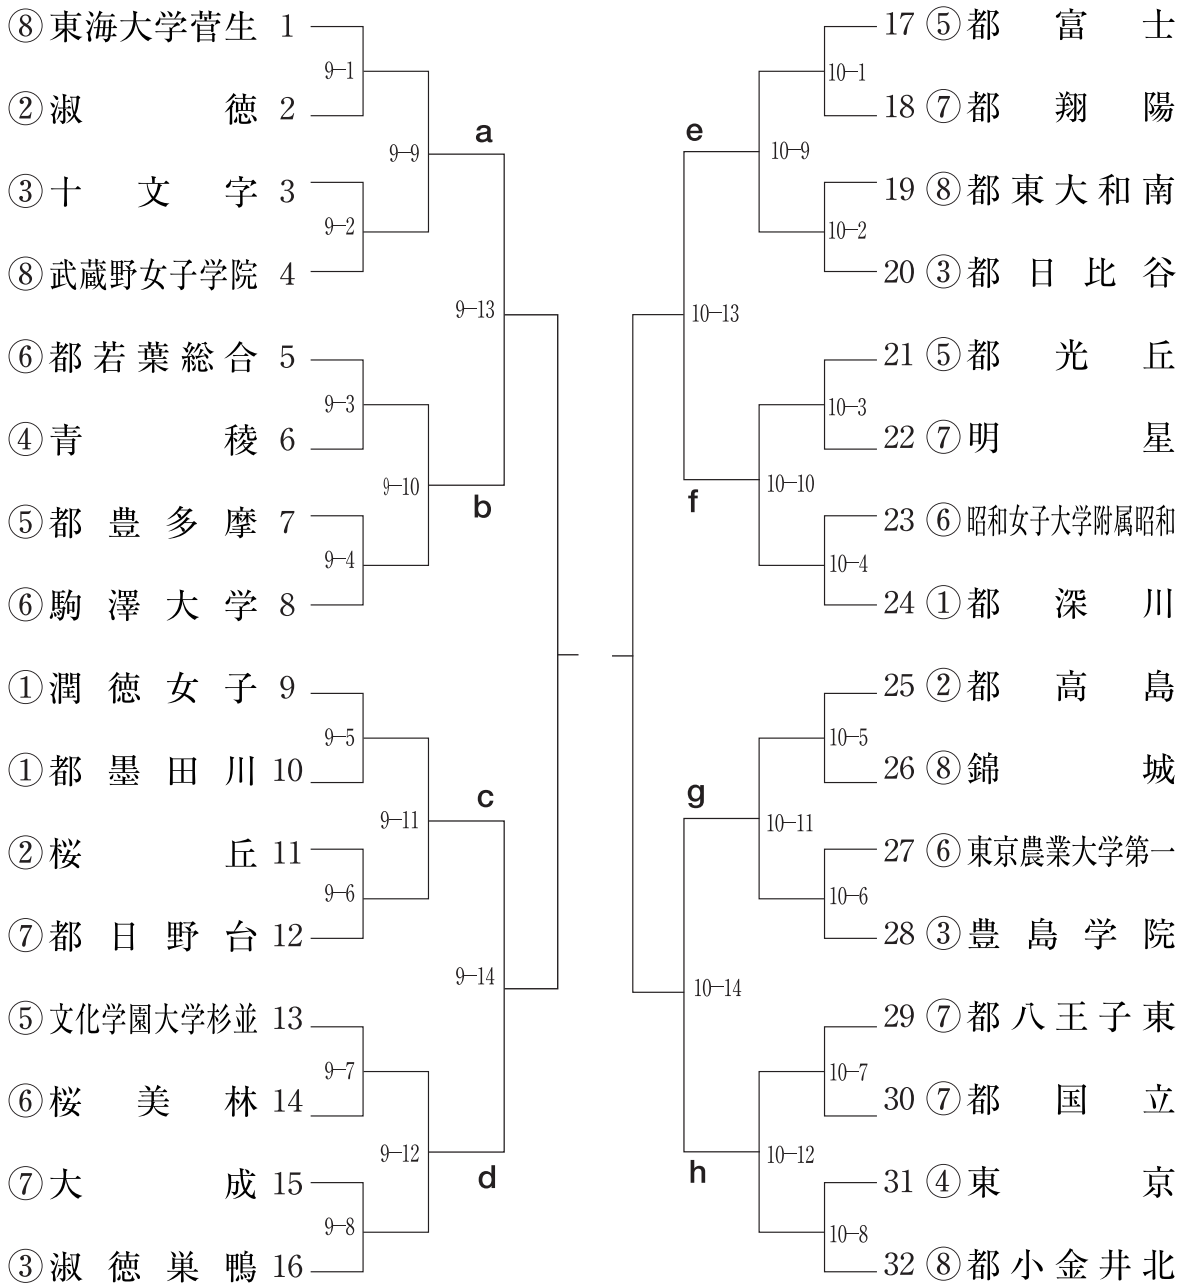 ⑧東海大学菅生 1
②淑徳 2
③十文字 3
⑧武蔵野女子学院 4
⑥都若葉総合 5
④青稜 6
⑤都豊多摩 7
⑥駒澤大学 8
①潤徳女子 9
①都墨田川 10
②桜丘 11
⑦都日野台 12
⑤文化学園大学杉並 13
⑥桜美林 14
⑦大成 15
③淑徳巣鴨 16
9–1
9–2
9–3
9–4
9–5
9–6
9–7
9–8
9–9
9–10
9–11
9–12
a
b
c
d
9–13
9–14
e
f
g
h
10–13
10–14
10–9
10–10
10–11
10–12
10–1
10–2
10–3
10–4
10–5
10–6
10–7
10–8
17 ⑤都富士
18 ⑦都翔陽
19 ⑧都東大和南
20 ③都日比谷
21 ⑤都光丘
22 ⑦明星
23 ⑥昭和女子大学附属昭和
24 ①都深川
25 ②都高島
26 ⑧錦城
27 ⑥東京農業大学第一
28 ③豊島学院
29 ⑦都八王子東
30 ⑦都国立
31 ④東京
32 ⑧都小金井北